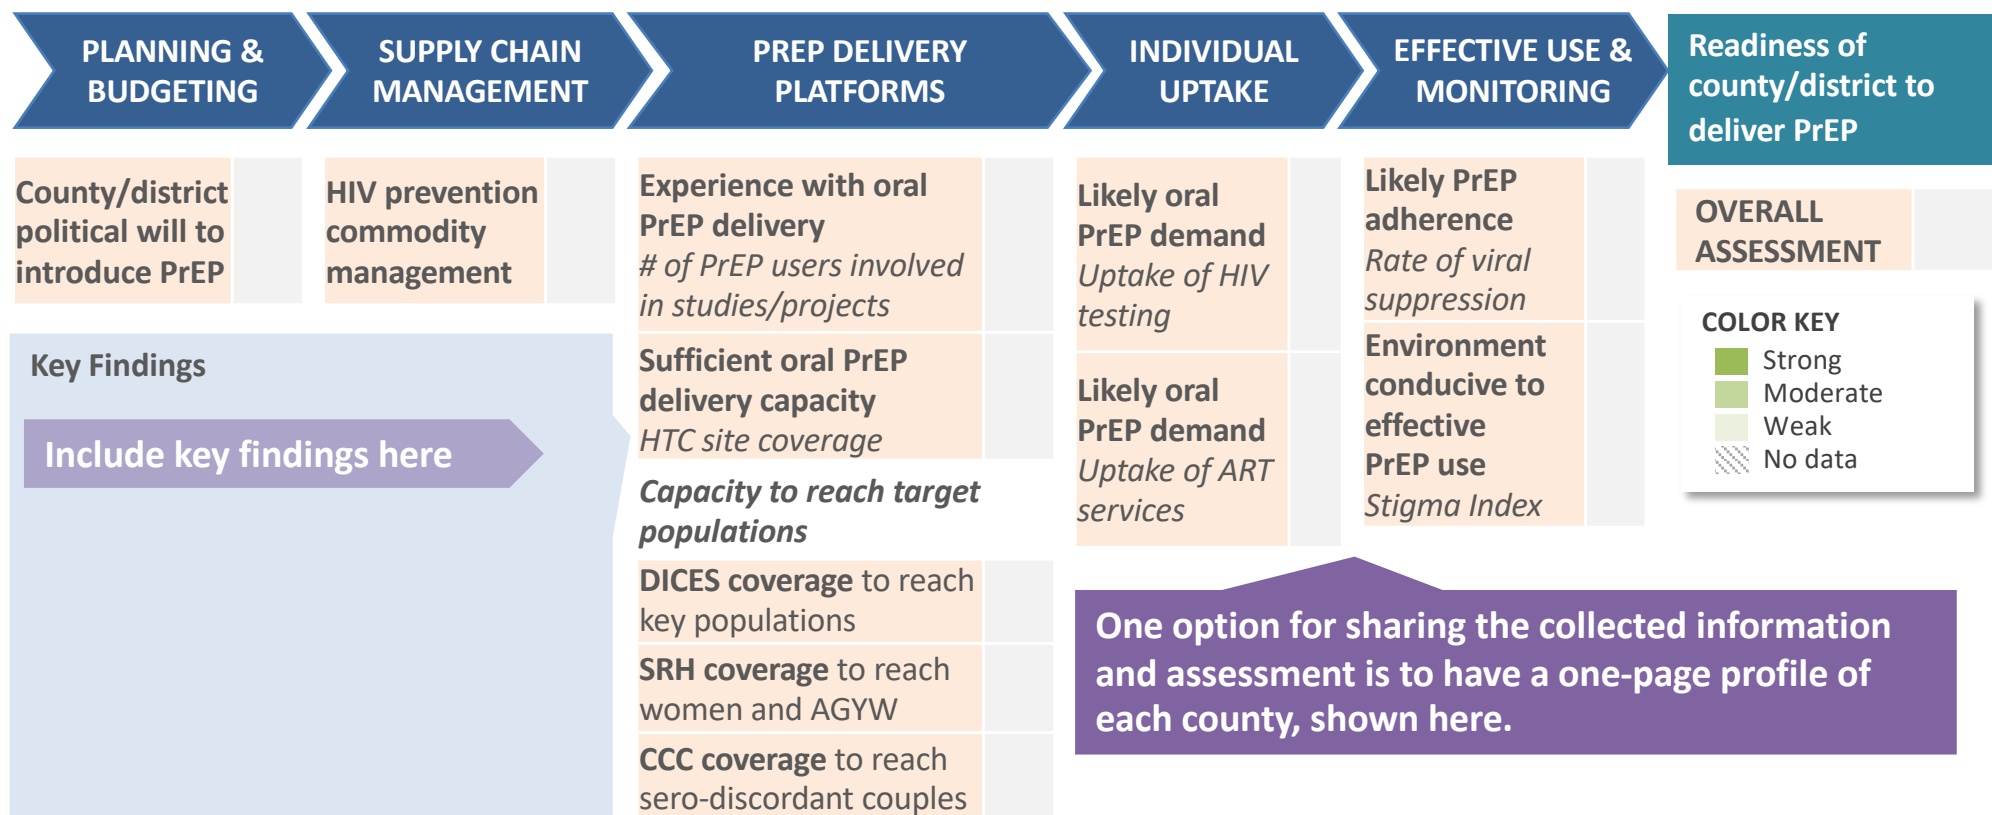 PLANNING &
BUDGETING
SUPPLY CHAIN
MANAGEMENT
PREP DELIVERY
PLATFORMS
INDIVIDUAL
UPTAKE
EFFECTIVE USE &
MONITORING
Readiness of
county/district to
deliver PrEP
County/district
political will to
introduce PrEP
HIV prevention
commodity
management
Key Findings
Include key findings here
Experience with oral
PrEP delivery
# of PrEP users involved
in studies/projects
Sufficient oral PrEP
delivery capacity
HTC site coverage
Capacity to reach target
populations
DICES coverage to reach
key populations
SRH coverage to reach
women and AGYW
CCC coverage to reach
sero-discordant couples
Likely oral
PrEP demand
Uptake of HIV
testing
Likely oral
PrEP demand
Uptake of ART
services
Likely PrEP
adherence
Rate of viral
suppression
Environment
conducive to
effective
PrEP use
Stigma Index
OVERALL
ASSESSMENT
COLOR KEY
Strong
Moderate
Weak
No data
One option for sharing the collected information
and assessment is to have a one-page profile of
each county, shown here.